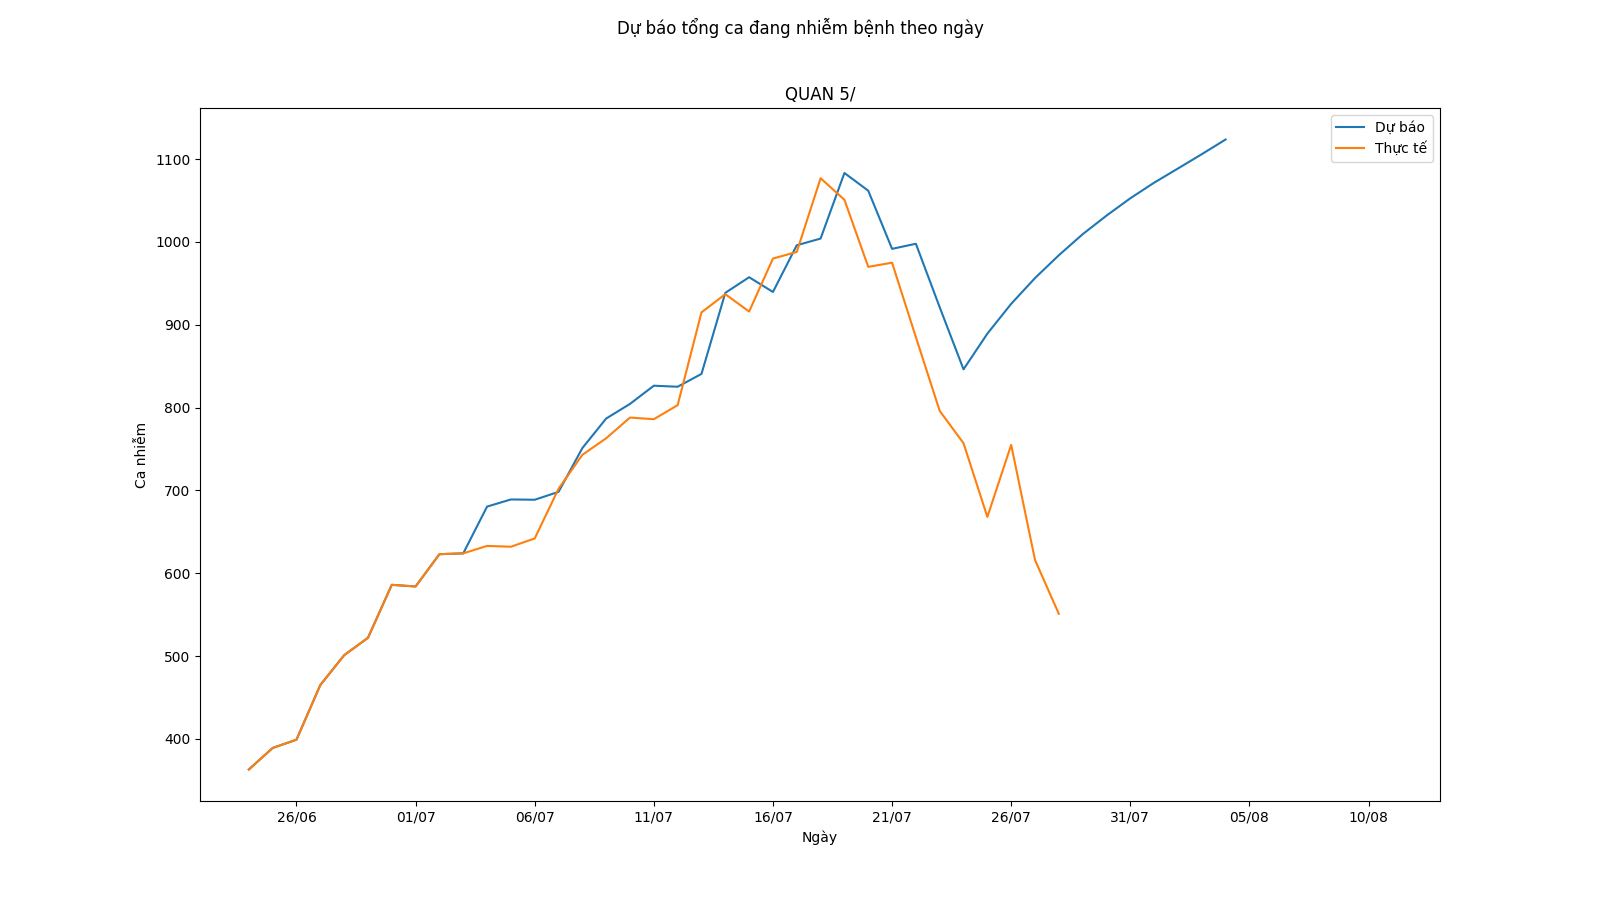 Dự báo tổng ca đang nhiễm bệnh theo ngày
QUAN 5/
Dự báo
Thực tế
1100
1000
900
800
700
600
500
400
Ca nhiễm
26/06 01/07 06/07 11/07 16/07 21/07 26/07 31/07 05/08 10/08
Ngày